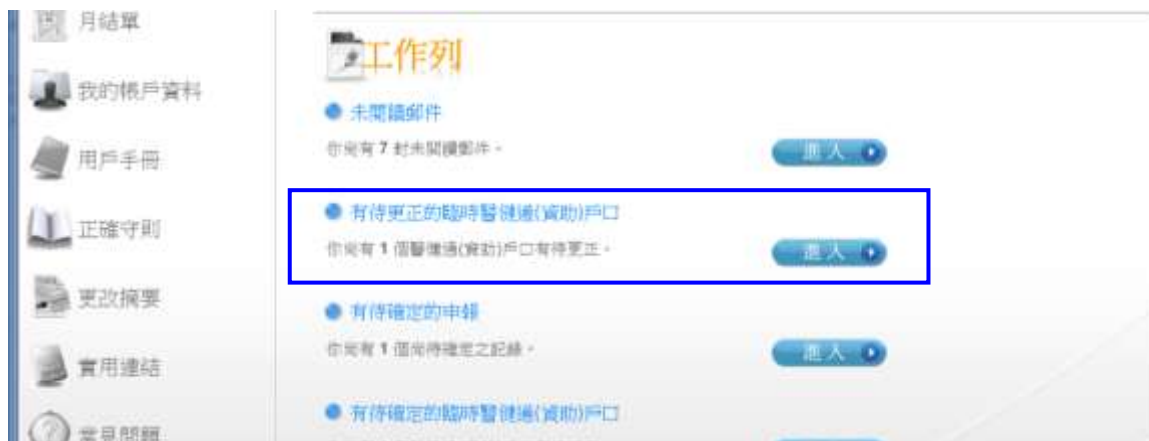 月結單
我的帳戶資料
用戶手冊
正確守則
更改摘要
實用連結
常見問題
工作列
未閱讀郵件
你尚有 7 封未閱讀郵件。
進入
有待更正的臨時醫健通(資助)戶口
你尚有 1 個醫健通(資助)戶口有待更正。
進入
有待確定的申報
你尚有 1 個尚待確定之記錄。
進入
有待確定的臨時醫健通(資助)戶口